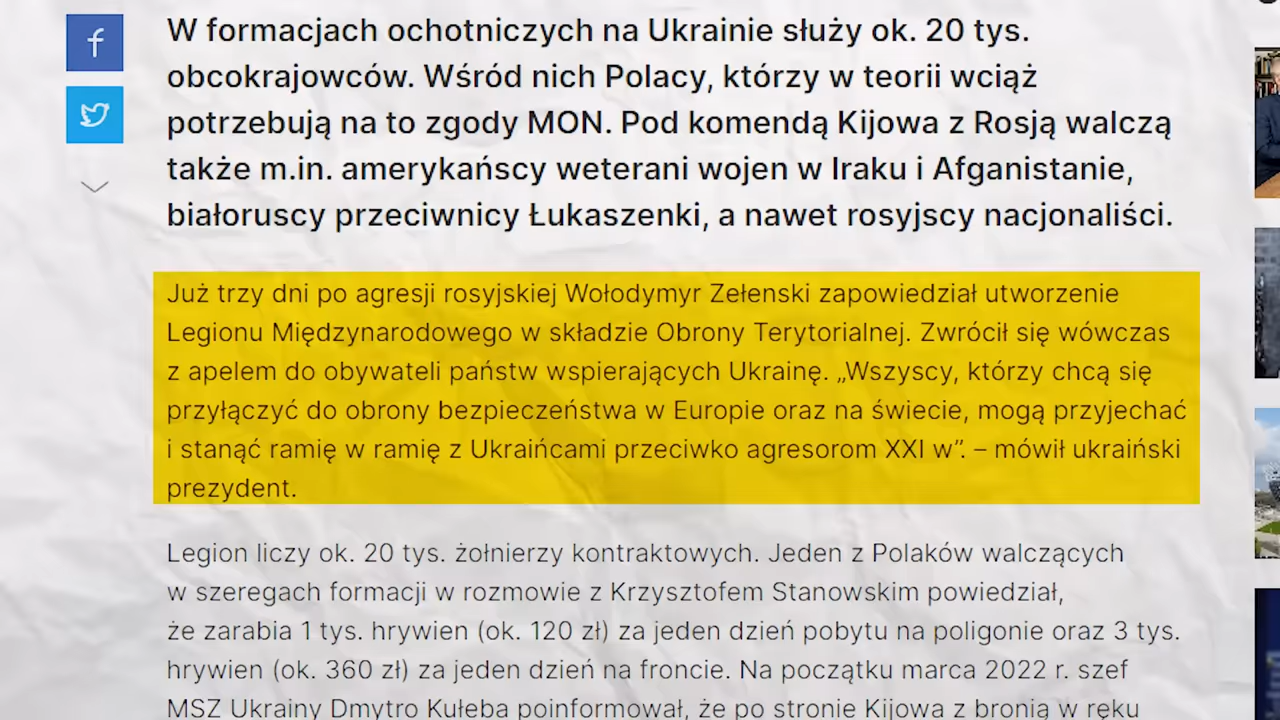 W formacjach ochotniczych na Ukrainie służy ok. 20 tys.
obcokrajowców. Wśród nich Polacy, którzy w teorii wciąż
potrzebują na to zgody MON. Pod komendą Kijowa z Rosją walczą
także m.in. amerykańscy weterani wojen w Iraku i Afganistanie,
białoruscy przeciwnicy Łukaszenki, a nawet rosyjscy nacjonaliści.
Już trzy dni po agresji rosyjskiej Wołodymyr Zełenski zapowiedział utworzenie
Legionu Międzynarodowego w składzie Obrony Terytorialnej. Zwrócił się wówczas
z apelem do obywateli państw wspierających Ukrainę. „Wszyscy, którzy chcą się
przyłączyć do obrony bezpieczeństwa w Europie oraz na świecie, mogą przyjechać
i stanąć ramię w ramię z Ukraińcami przeciwko agresorom XXI w”. – mówił ukraiński
prezydent.
Legion liczy ok. 20 tys. żołnierzy kontraktowych. Jeden z Polaków walczących
w szeregach formacji w rozmowie z Krzysztofem Stanowskim powiedział,
że zarabia 1 tys. hrywien (ok. 120 zł) za jeden dzień pobytu na poligonie oraz 3 tys.
hrywien (ok. 360 zł) za jeden dzień na froncie. Na początku marca 2022 r. szef
MSZ Ukrainy Dmytro Kułeba poinformował, że po stronie Kijowa z bronią w ręku